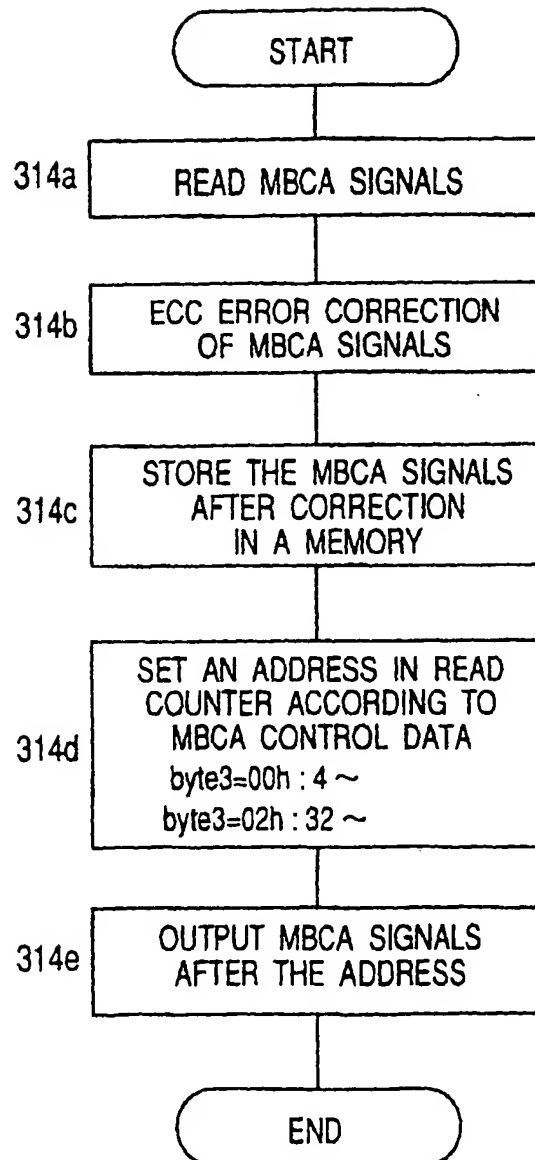 START
314a
READ MBCA SIGNALS
314b
ECC ERROR CORRECTION
OF MBCA SIGNALS
314c
STORE THE MBCA SIGNALS
AFTER CORRECTION
IN A MEMORY
314d
SET AN ADDRESS IN READ
COUNTER ACCORDING TO
MBCA CONTROL DATA
byte3=00h : 4 ~
byte3=02h : 32 ~
314e
OUTPUT MBCA SIGNALS
AFTER THE ADDRESS
END